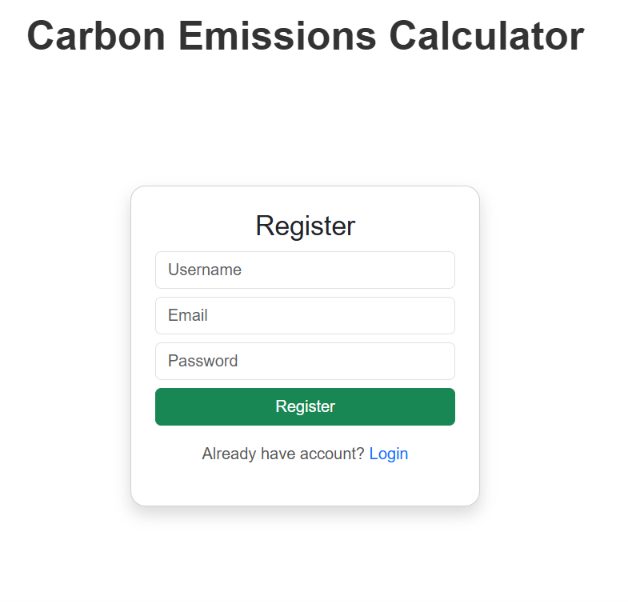 Carbon Emissions Calculator
Register
Username
Email
Password
Register
Already have account? Login